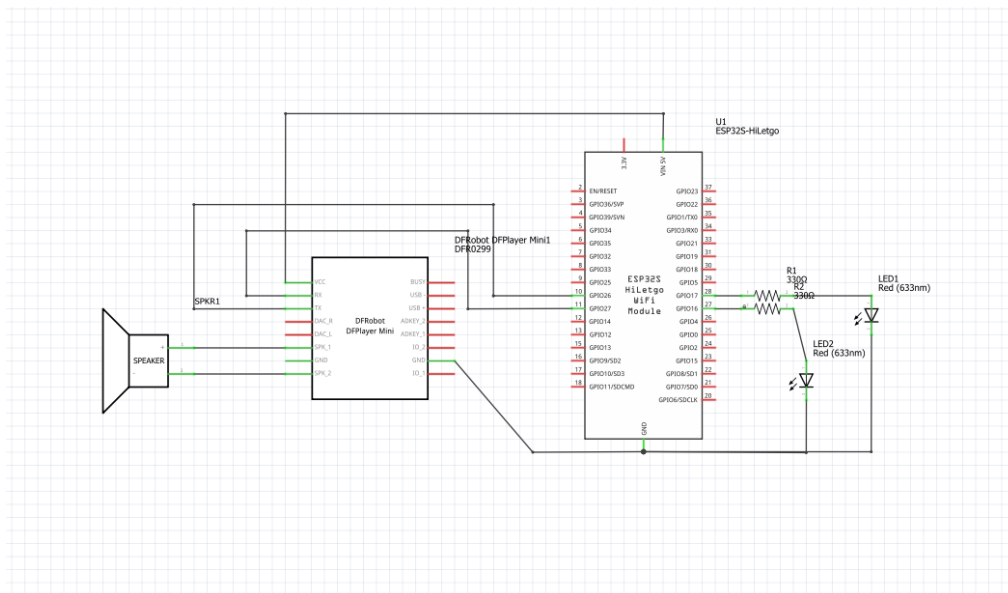 U1
ESP32S-HiLetgo
3.3V
VIN 5V
2
EN/RESET
3
GPIO36/SVP
4
GPIO39/SVN
5
GPIO34
6
GPIO35
7
GPIO32
8
GPIO33
9
GPIO25
10
GPIO26
11
GPIO27
12
GPIO14
13
GPIO12
15
GPIO13
16
GPIO9/SD2
17
GPIO10/SD3
18
GPIO11/SDCMD
ESP32S
HiLetgo
WiFi
Module
GPIO23
37
GPIO22
36
GPIO1/TX0
35
GPIO3/RX0
34
GPIO21
33
GPIO19
31
GPIO18
30
GPIO5
29
GPIO17
28
GPIO16
27
GPIO4
26
GPIO0
25
GPIO2
24
GPIO15
23
GPIO8/SD1
22
GPIO7/SD0
21
GPIO6/SDCLK
20
GND
DFRobot DFPlayer Mini1
DFR0299
VCC
RX
TX
DAC_R
DAC_L
SPK_1
GND
SPK_2
DFRobot
DFPlayer Mini
BUSY
USB -
USB +
ADKEY_2
ADKEY_1
IO_2
GND
IO_1
SPKR1
SPEAKER
+
-
R1
330Ω
R2
330Ω
LED1
Red (633nm)
LED2
Red (633nm)